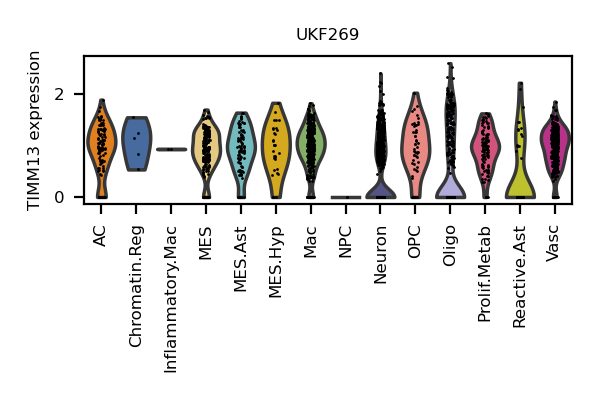 UKF269
TIMM13 expression
2
0
AC
Chromatin.Reg
Inflammatory.Mac
MES
MES.Ast
MES.Hyp
Mac
NPC
Neuron
OPC
Oligo
Prolif.Metab
Reactive.Ast
Vasc